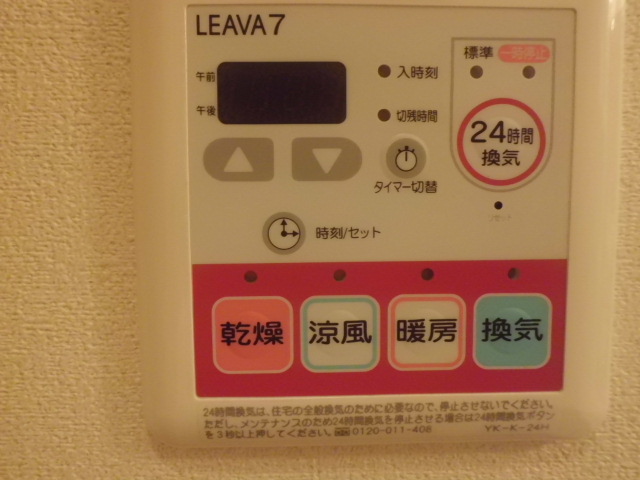 LEAVA7
午前
午後
入時刻
切残時間
タイマー切替
標準 一時停止
24時間
換気
リセット
時刻/セット
乾燥 涼風 暖房 換気
24時間換気は、住宅の全般換気のために必要なので、停止させないでください。
ただし、メンテナンスのため24時間換気を停止させる場合は24時間換気ボタン
を3秒以上押してください。 0120-011-408 YK-K-24H